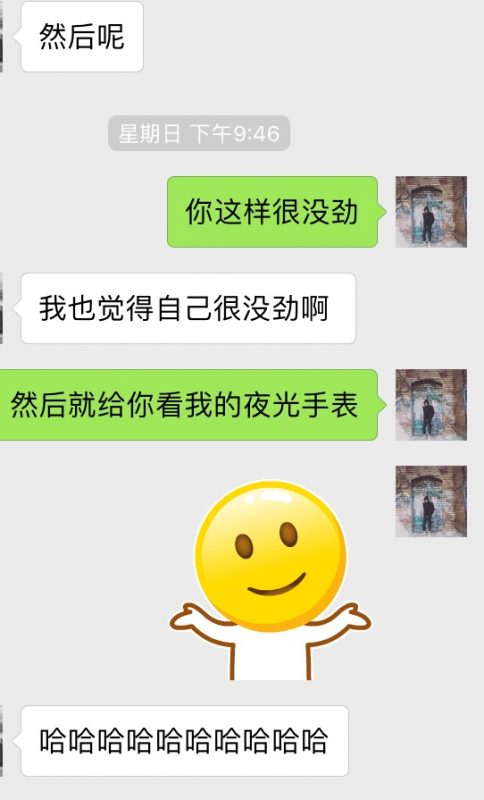 然后呢
星期日 下午9:46
你这样很没劲
我也觉得自己很没劲啊
然后就给你看我的夜光手表
哈哈哈哈哈哈哈哈哈哈